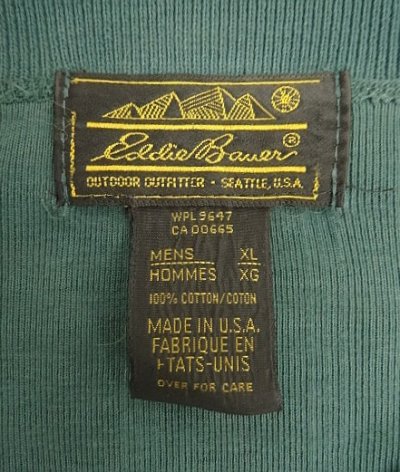 Eddie Bauer ®
OUTDOOR OUTFITTER · SEATTLE, U.S.A.
WPL 9647
CA 00665
MENS XL
HOMMES XG
100% COTTON/COTON
MADE IN U.S.A.
FABRIQUE EN
ETATS-UNIS
OVER FOR CARE